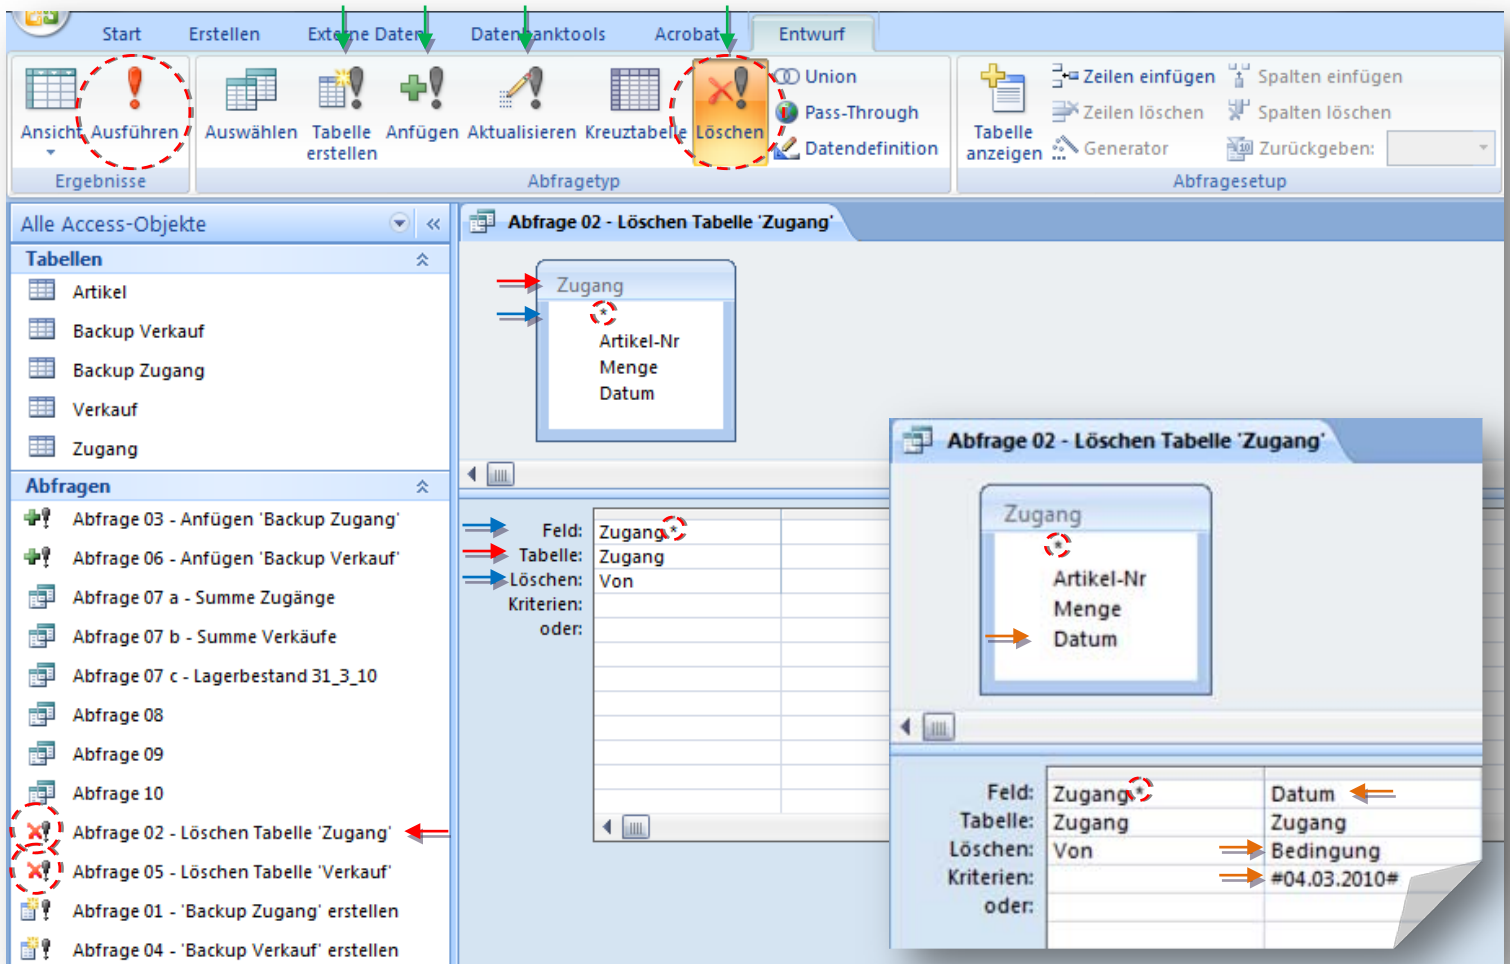 Start Erstellen Externe Daten Datenbanktools Acrobat Entwurf
Ansicht Ausführen
Ergebnisse
Auswählen Tabelle erstellen Anfügen Aktualisieren Kreuztabelle Löschen
Union
Pass-Through
Datendefinition
Abfragetyp
Tabelle anzeigen
Zeilen einfügen
Zeilen löschen
Generator
Spalten einfügen
Spalten löschen
Zurückgeben:
Abfragesetup
Alle Access-Objekte
Tabellen
Artikel
Backup Verkauf
Backup Zugang
Verkauf
Zugang
Abfragen
Abfrage 03 - Anfügen 'Backup Zugang'
Abfrage 06 - Anfügen 'Backup Verkauf'
Abfrage 07 a - Summe Zugänge
Abfrage 07 b - Summe Verkäufe
Abfrage 07 c - Lagerbestand 31_3_10
Abfrage 08
Abfrage 09
Abfrage 10
Abfrage 02 - Löschen Tabelle 'Zugang'
Abfrage 05 - Löschen Tabelle 'Verkauf'
Abfrage 01 - 'Backup Zugang' erstellen
Abfrage 04 - 'Backup Verkauf' erstellen
Abfrage 02 - Löschen Tabelle 'Zugang'
Zugang
*
Artikel-Nr
Menge
Datum
Feld: Zugang.*
Tabelle: Zugang
Löschen: Von
Kriterien:
oder:
Abfrage 02 - Löschen Tabelle 'Zugang'
Zugang
*
Artikel-Nr
Menge
Datum
Feld: Zugang.* Datum
Tabelle: Zugang Zugang
Löschen: Von Bedingung
Kriterien: #04.03.2010#
oder: